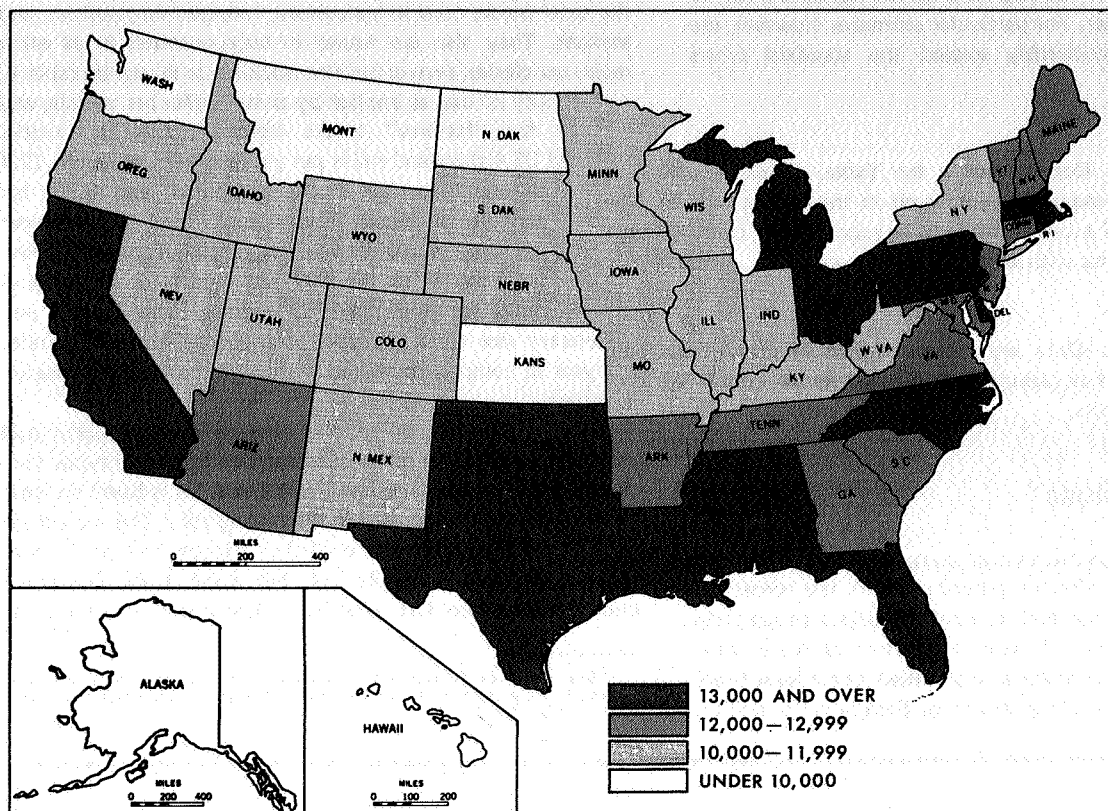 WASH
MONT
N DAK
MINN
MAINE
VT
N H
OREG
IDAHO
WYO
S DAK
WIS
N Y
CONN
R I
NEV
UTAH
COLO
NEBR
IOWA
ILL
IND
DEL
KANS
MO
KY
W VA
VA
ARIZ
N MEX
ARK
TENN
S C
GA
MILES
0 200 400
ALASKA
MILES
0 200 400
HAWAII
MILES
0 100 200
13,000 AND OVER
12,000–12,999
10,000–11,999
UNDER 10,000